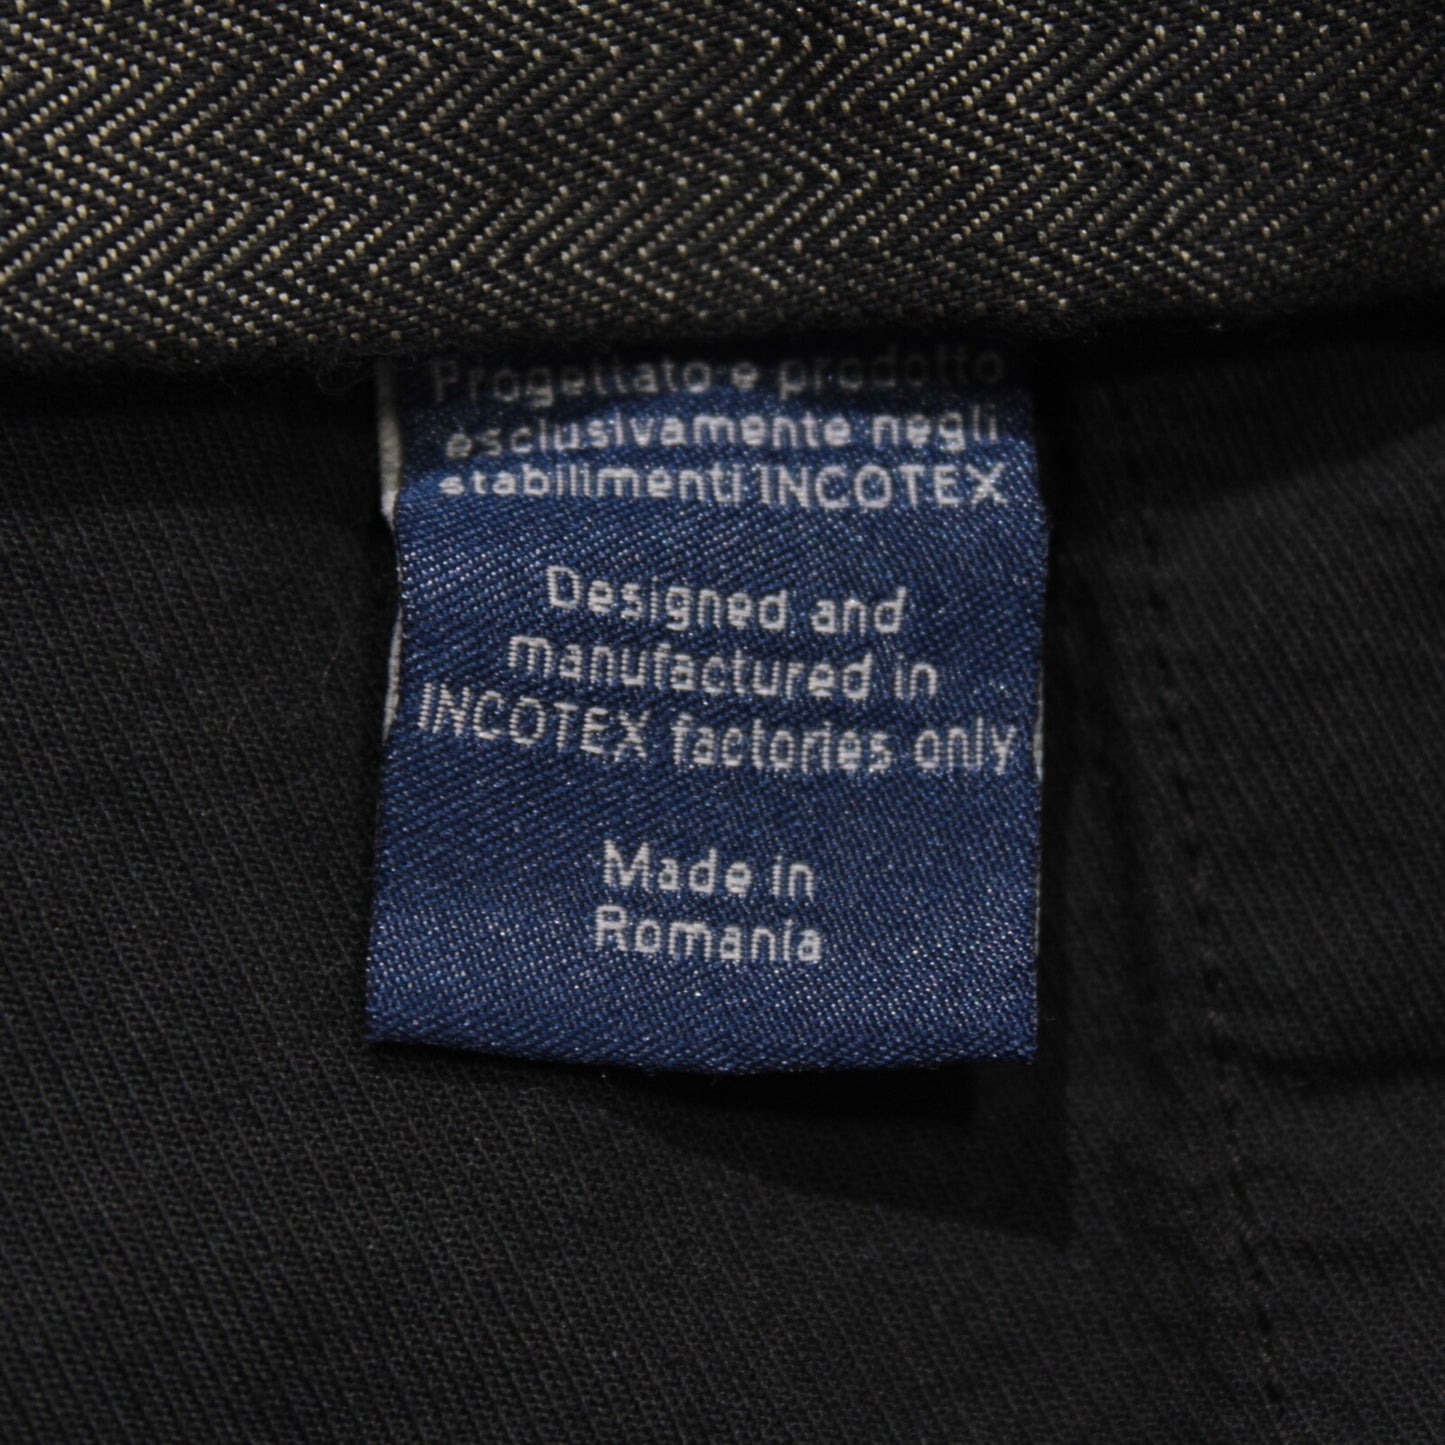 Progettato e prodotto
esclusivamente negli
stabilimenti INCOTEX
Designed and
manufactured in
INCOTEX factories only
Made in
Romania